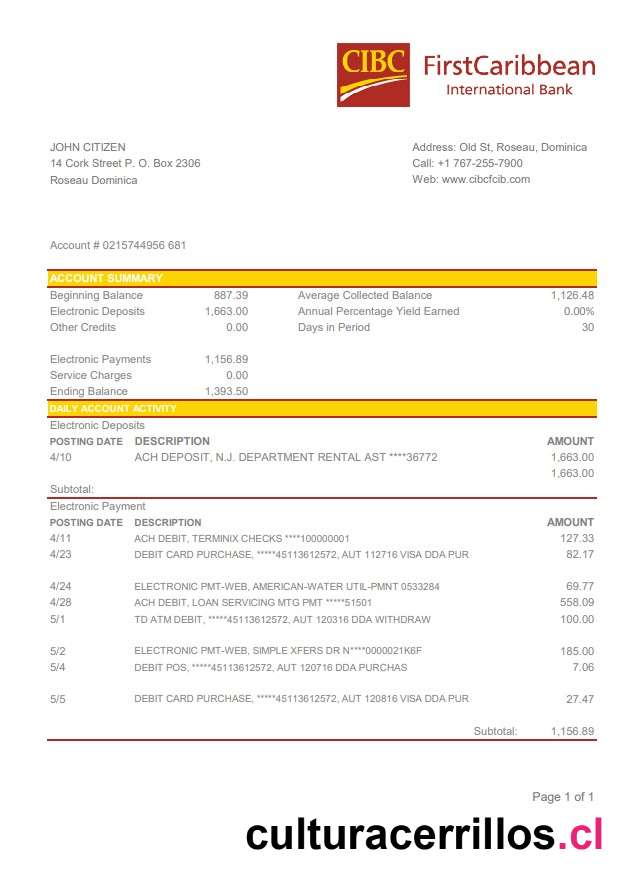 CIBC FirstCaribbean
International Bank
JOHN CITIZEN
14 Cork Street P. O. Box 2306
Roseau Dominica
Address: Old St, Roseau, Dominica
Call: +1 767-255-7900
Web: www.cibcfcib.com
Account # 0215744956 681
ACCOUNT SUMMARY
Beginning Balance 887.39 Average Collected Balance 1,126.48
Electronic Deposits 1,663.00 Annual Percentage Yield Earned 0.00%
Other Credits 0.00 Days in Period 30
Electronic Payments 1,156.89
Service Charges 0.00
Ending Balance 1,393.50
DAILY ACCOUNT ACTIVITY
Electronic Deposits
POSTING DATE DESCRIPTION AMOUNT
4/10 ACH DEPOSIT, N.J. DEPARTMENT RENTAL AST ****36772 1,663.00
1,663.00
Subtotal:
Electronic Payment
POSTING DATE DESCRIPTION AMOUNT
4/11 ACH DEBIT, TERMINIX CHECKS ****100000001 127.33
4/23 DEBIT CARD PURCHASE, *****45113612572, AUT 112716 VISA DDA PUR 82.17
4/24 ELECTRONIC PMT-WEB, AMERICAN-WATER UTIL-PMNT 0533284 69.77
4/28 ACH DEBIT, LOAN SERVICING MTG PMT *****51501 558.09
5/1 TD ATM DEBIT, *****45113612572, AUT 120316 DDA WITHDRAW 100.00
5/2 ELECTRONIC PMT-WEB, SIMPLE XFERS DR N****0000021K6F 185.00
5/4 DEBIT POS, *****45113612572, AUT 120716 DDA PURCHAS 7.06
5/5 DEBIT CARD PURCHASE, *****45113612572, AUT 120816 VISA DDA PUR 27.47
Subtotal: 1,156.89
Page 1 of 1
culturacerrillos.cl